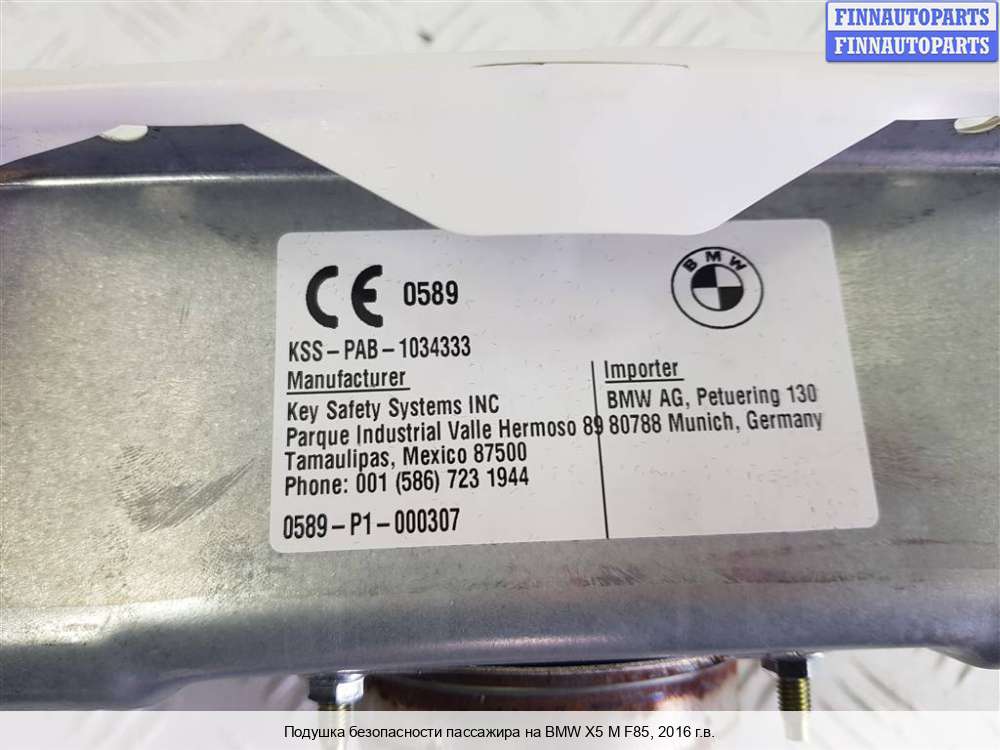 FINNAUTOPARTS
FINNAUTOPARTS
CE 0589
BMW
KSS-PAB-1034333
Manufacturer
Key Safety Systems INC
Parque Industrial Valle Hermoso 89
Tamaulipas, Mexico 87500
Phone: 001 (586) 723 1944
0589-P1-000307
Importer
BMW AG, Petuering 130
80788 Munich, Germany
Подушка безопасности пассажира на BMW X5 M F85, 2016 г.в.